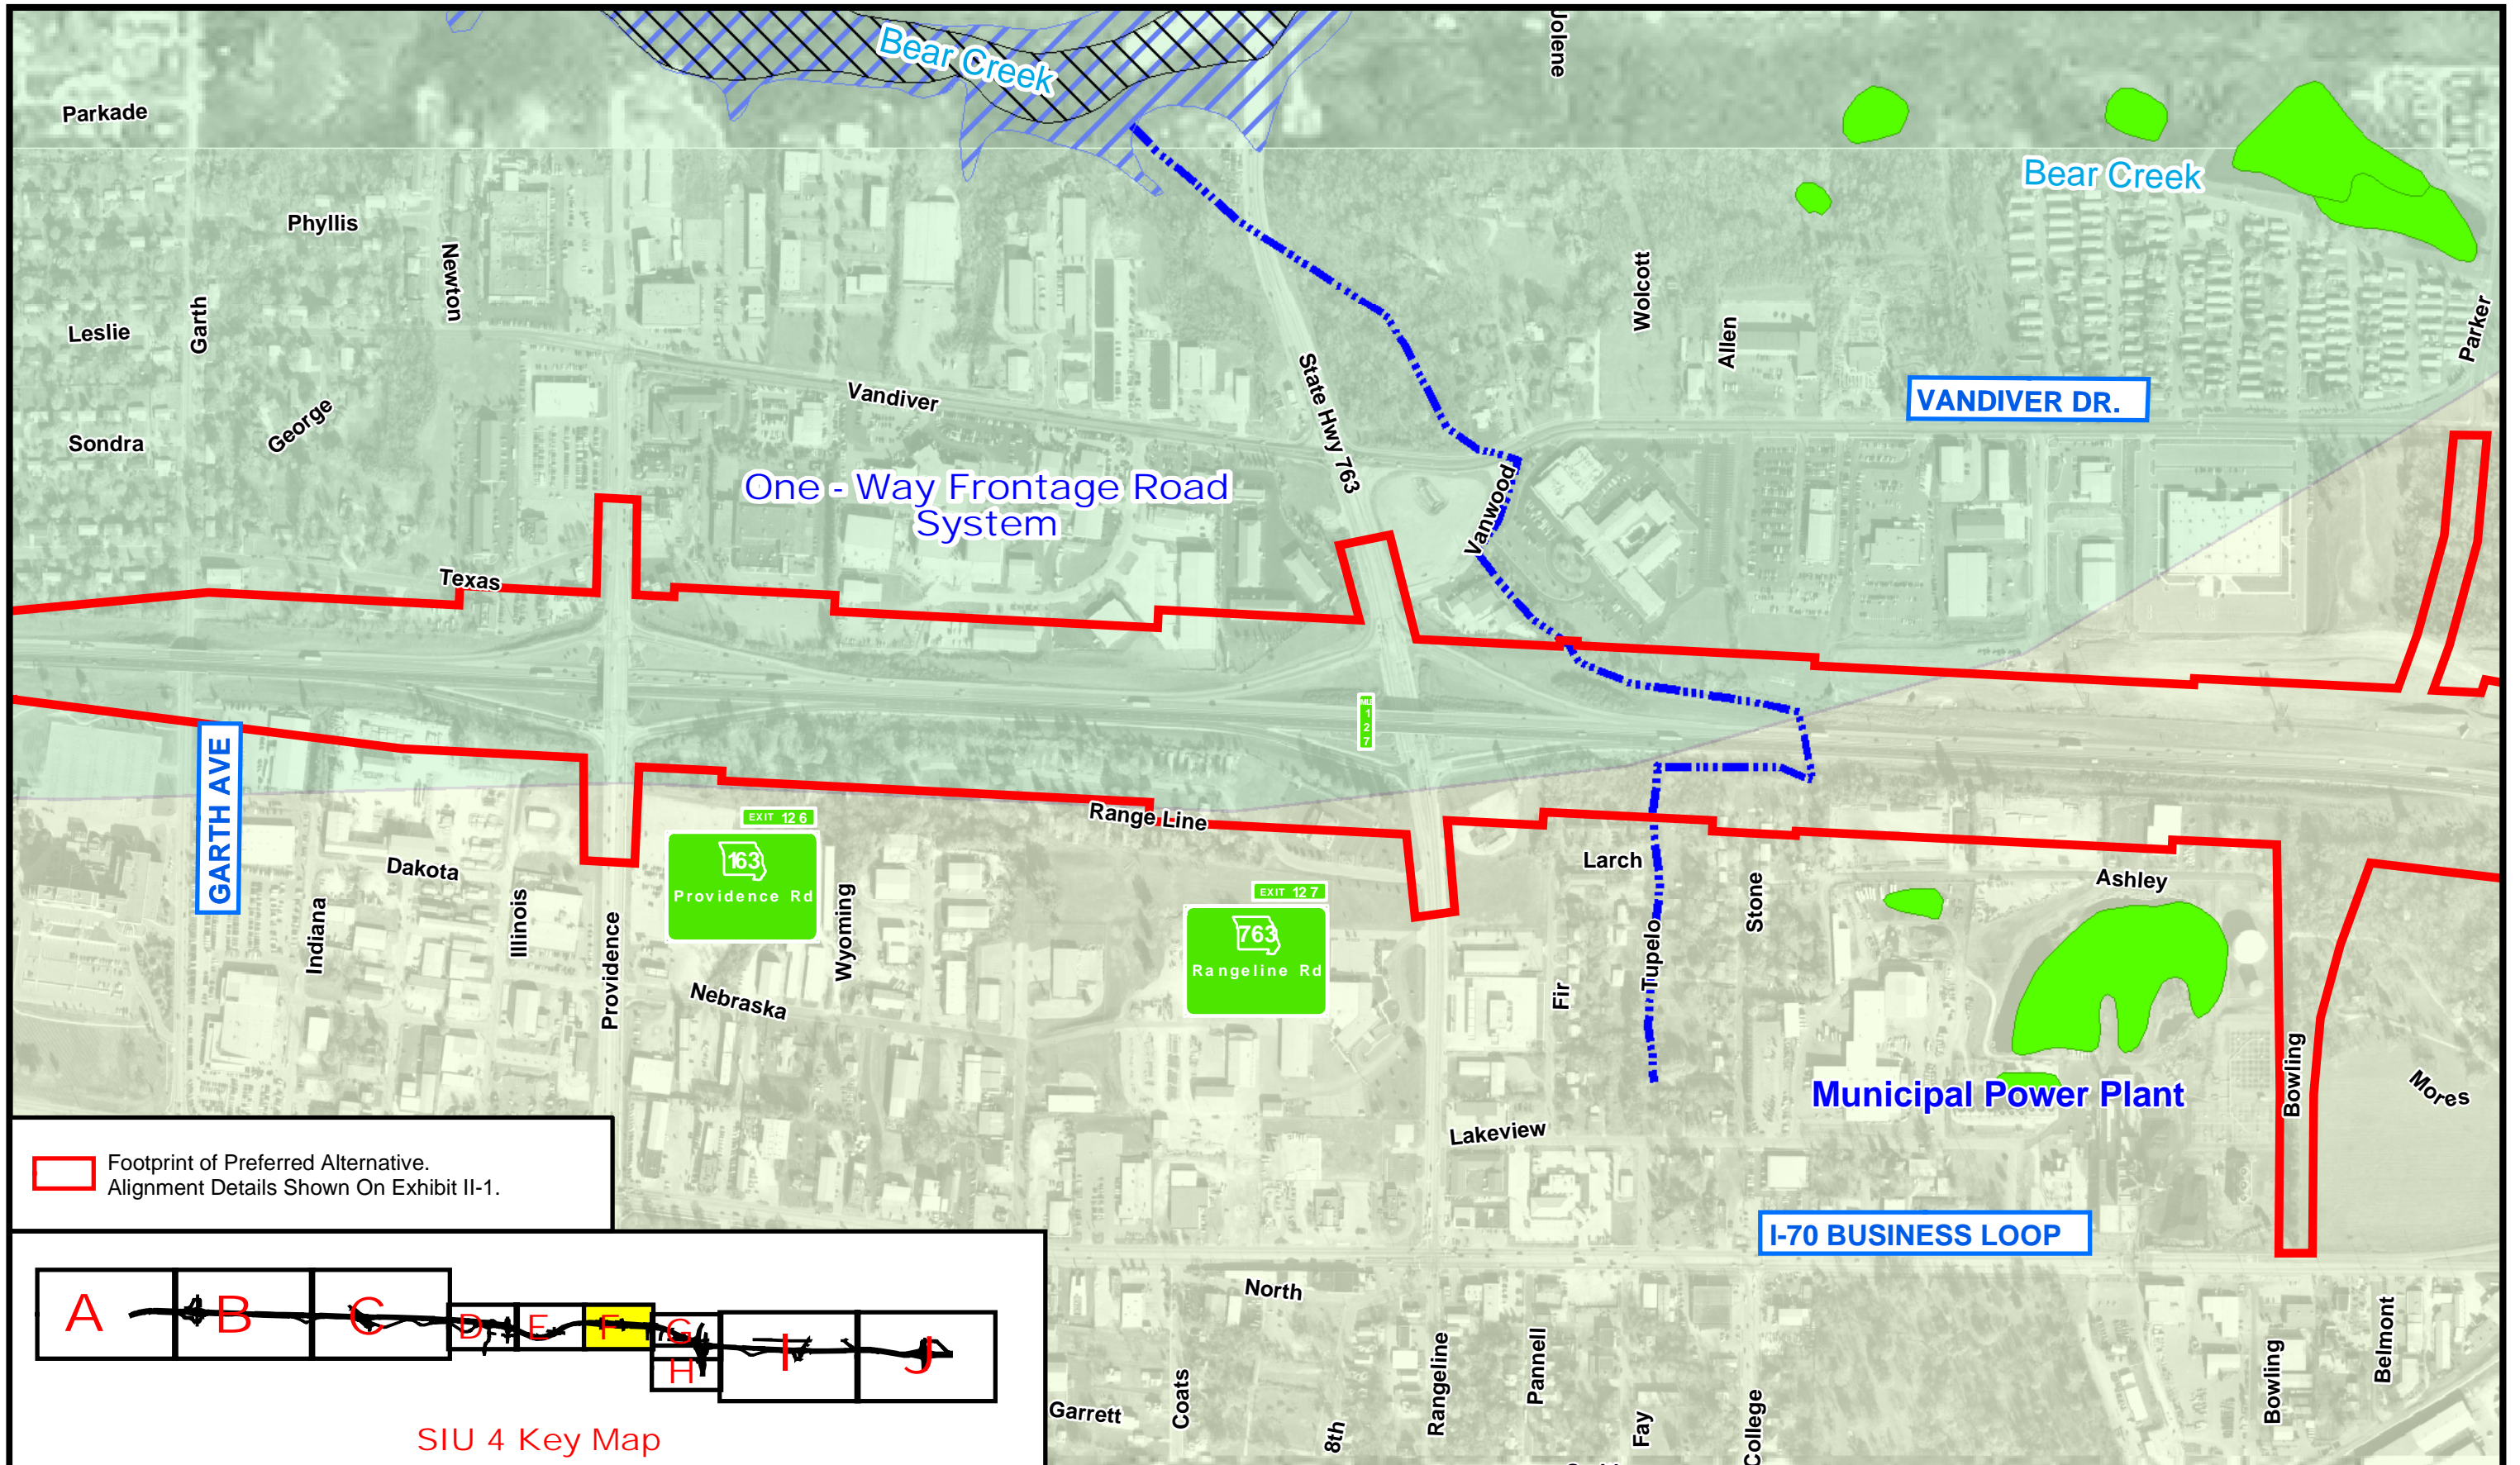 Jolene
Bear Creek
Parkade
Bear Creek
Phyllis
Newton
Wolcott
Garth
Leslie
Allen
Parker
State Hwy 763
Vandiver
VANDIVER DR.
George
Sondra
One - Way Frontage Road
System
Vanwood
Texas
MILE
1
2
7
GARTH AVE
EXIT 126
163
Providence Rd
Range Line
Dakota
Illinois
Indiana
Providence
Wyoming
Nebraska
EXIT 127
763
Rangeline Rd
Larch
Stone
Ashley
Fir
Tupelo
Bowling
Mores
Municipal Power Plant
Lakeview
Footprint of Preferred Alternative.
Alignment Details Shown On Exhibit II-1.
I-70 BUSINESS LOOP
A
B
C
D
E
F
G
H
I
J
SIU 4 Key Map
North
Garrett
Coats
8th
Rangeline
Pannell
Fay
College
Bowling
Belmont